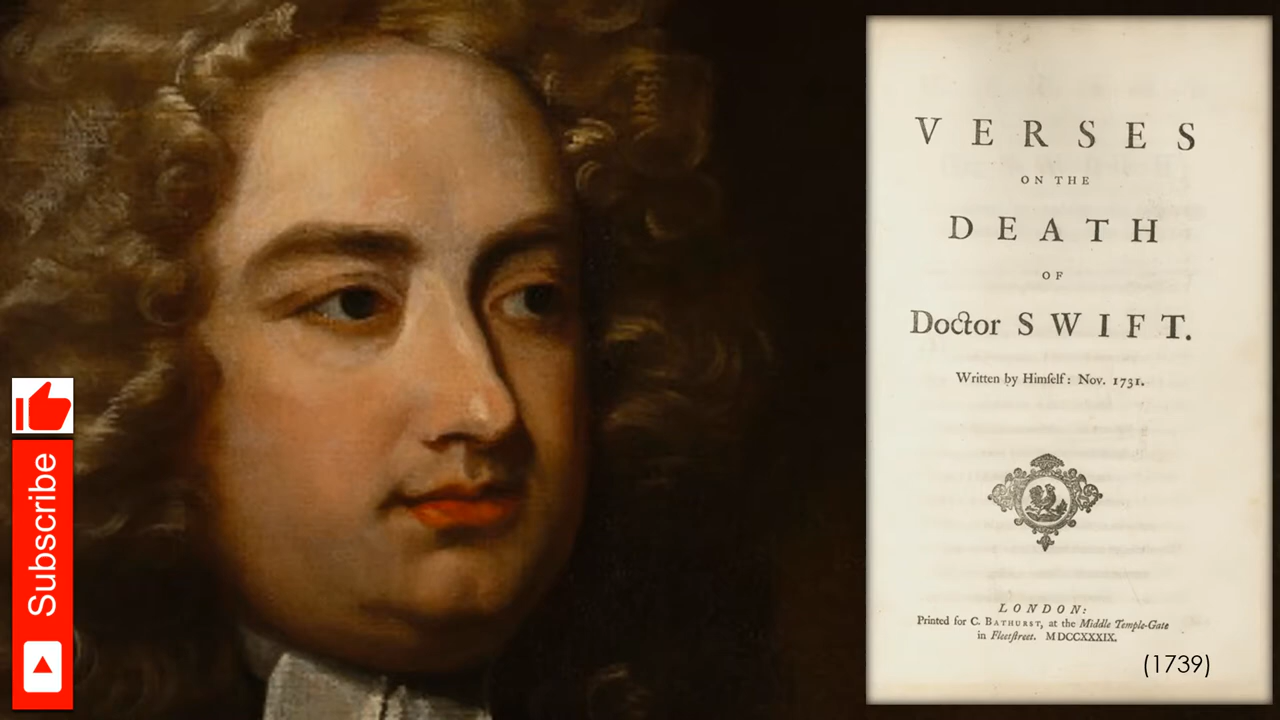 Subscribe
VERSES
ON THE
DEATH
OF
Doctor SWIFT.
Written by Himſelf: Nov. 1731.
LONDON:
Printed for C. BATHURST, at the Middle Temple-Gate
in Fleetſtreet. MDCCXXXIX.
(1739)